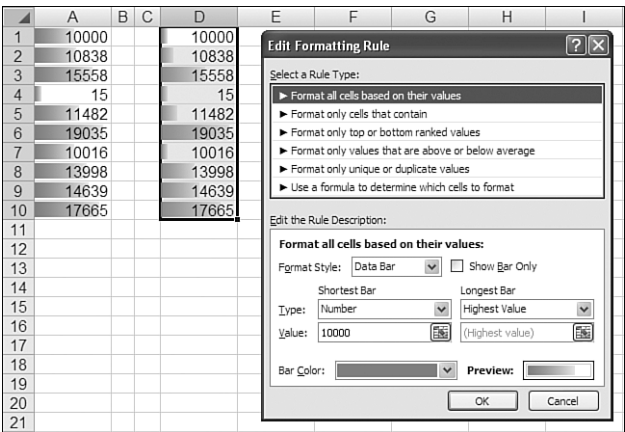 A B C D E F G H I
1 10000 10000
2 10838 10838
3 15558 15558
4 15 15
5 11482 11482
6 19035 19035
7 10016 10016
8 13998 13998
9 14639 14639
10 17665 17665
11
12
13
14
15
16
17
18
19
20
21
Edit Formatting Rule
Select a Rule Type:
► Format all cells based on their values
► Format only cells that contain
► Format only top or bottom ranked values
► Format only values that are above or below average
► Format only unique or duplicate values
► Use a formula to determine which cells to format
Edit the Rule Description:
Format all cells based on their values:
Format Style: Data Bar Show Bar Only
Shortest Bar Longest Bar
Type: Number Highest Value
Value: 10000 (Highest value)
Bar Color: Preview:
OK Cancel